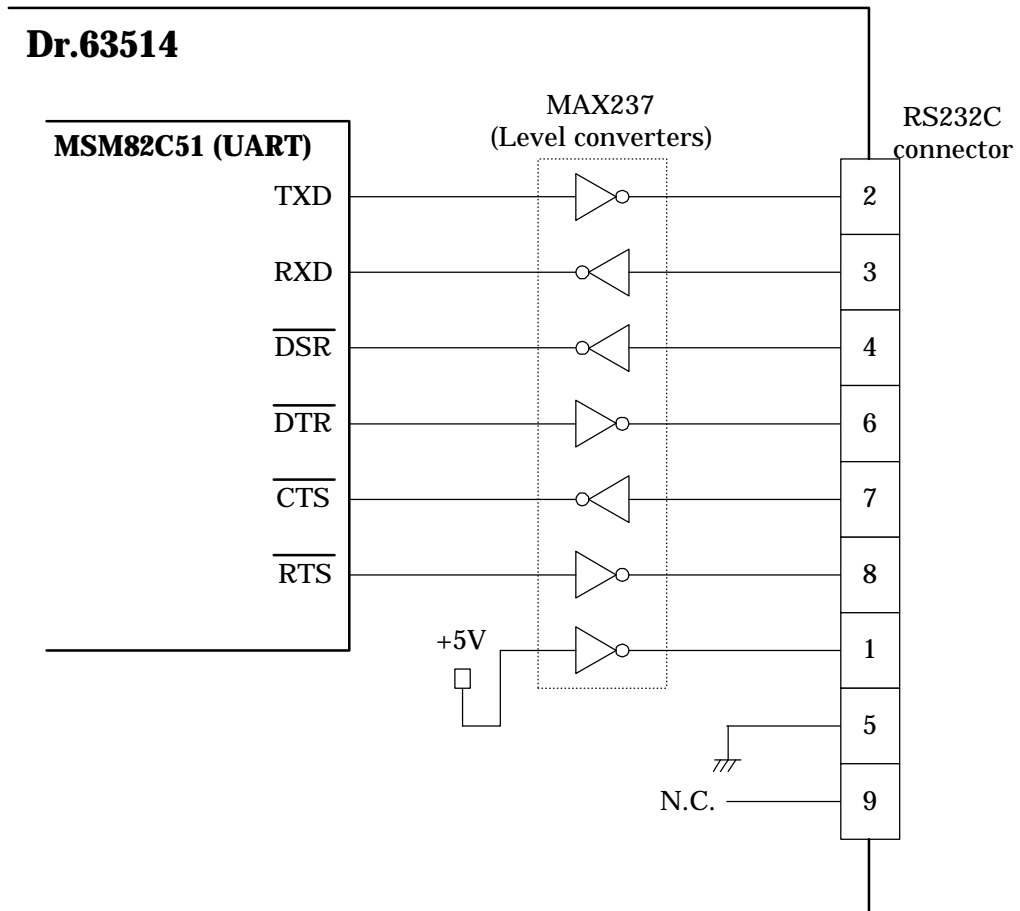 Dr.63514
MAX237
(Level converters)
RS232C
connector
MSM82C51 (UART)
TXD
2
RXD
3
DSR
4
DTR
6
CTS
7
RTS
8
+5V
1
5
N.C.
9